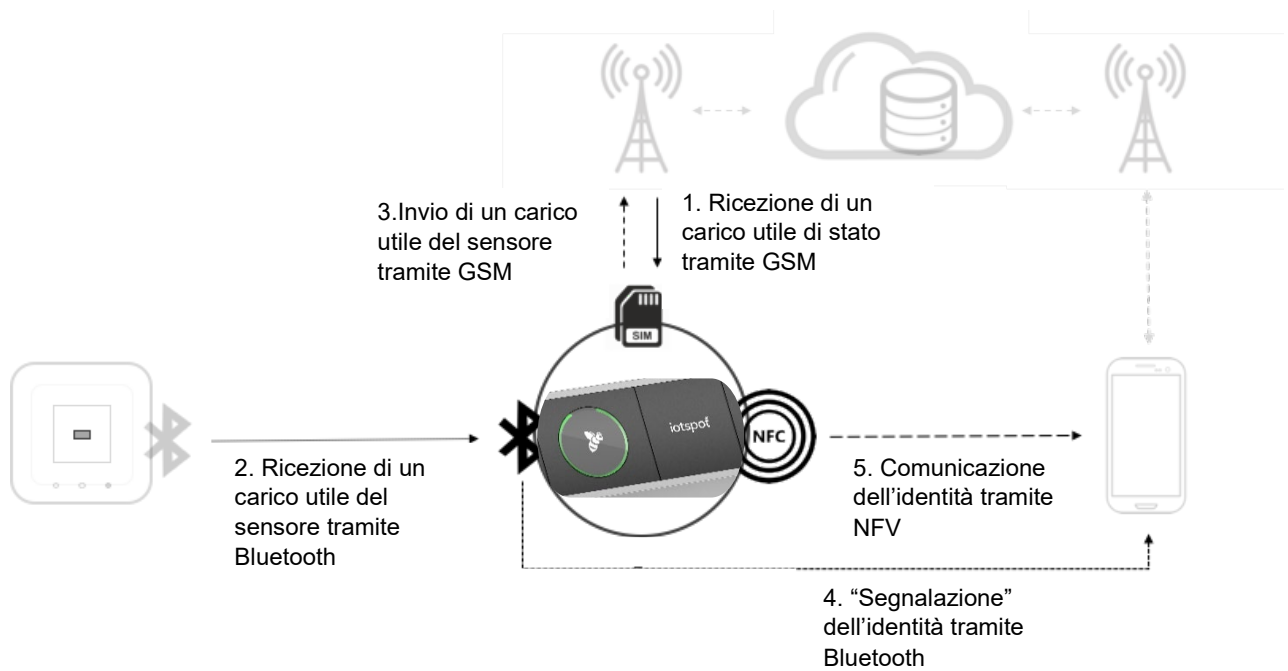 3.Invio di un carico
utile del sensore
tramite GSM
1. Ricezione di un
carico utile di stato
tramite GSM
SIM
iotspot
NFC
2. Ricezione di un
carico utile del
sensore tramite
Bluetooth
5. Comunicazione
dell’identità tramite
NFV
4. “Segnalazione”
dell’identità tramite
Bluetooth